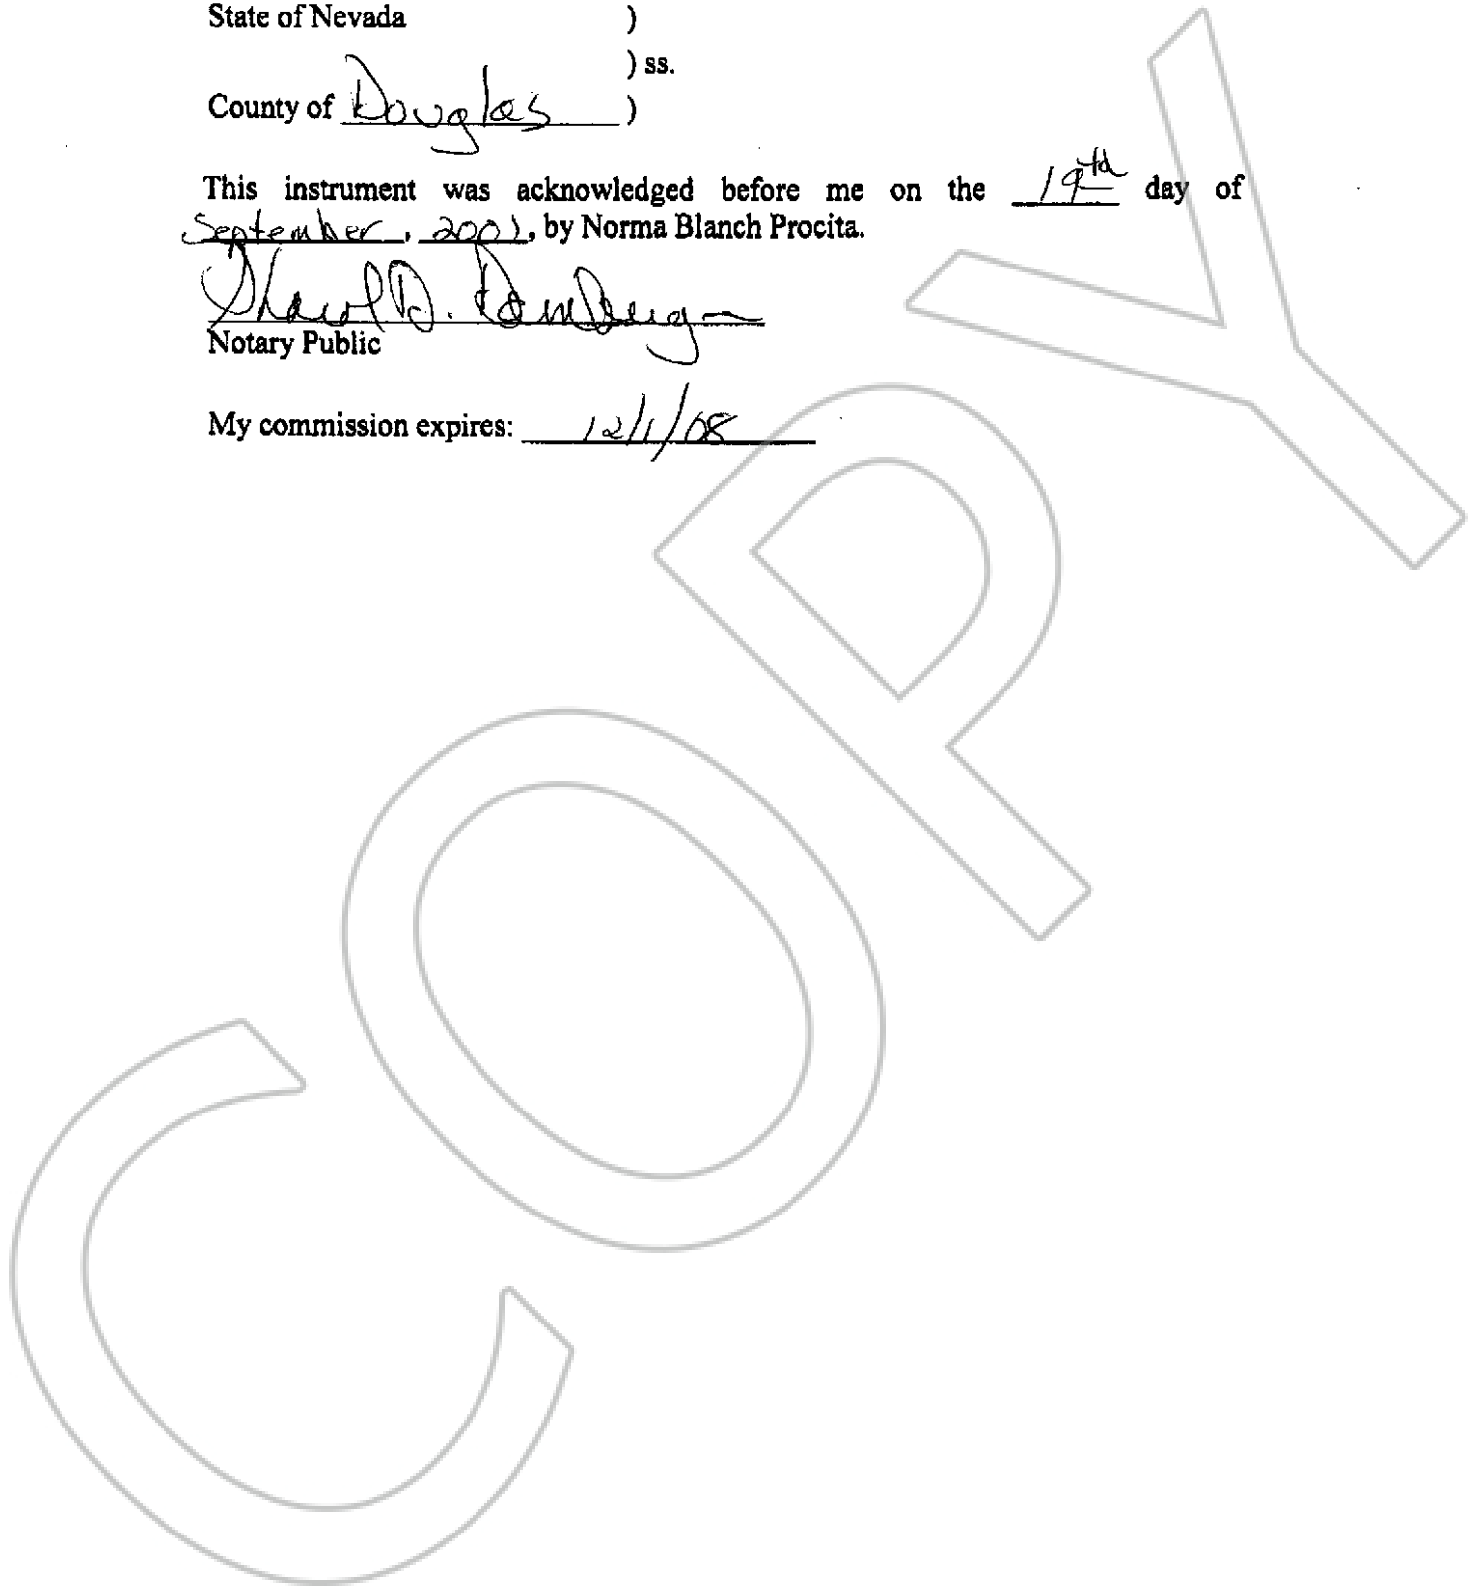 State of Nevada )
) ss.
County of Douglas )
This instrument was acknowledged before me on the 19th day of
September, 2001, by Norma Blanch Procita.
Notary Public
My commission expires: 12/1/08
COPY